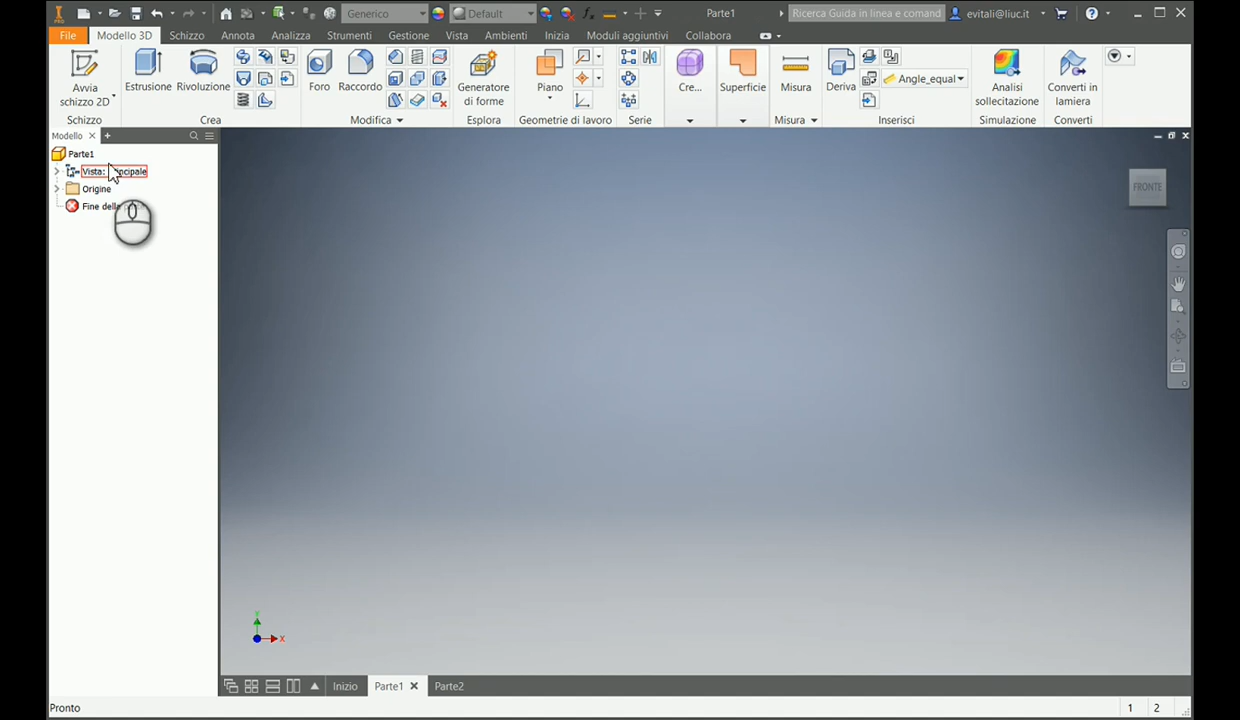 Generico
Default
Parte1
Ricerca Guida in linea e comand
evitali@liuc.it
File
Modello 3D
Schizzo
Annota
Analizza
Strumenti
Gestione
Vista
Ambienti
Inizia
Moduli aggiuntivi
Collabora
Avvia
schizzo 2D
Estrusione
Rivoluzione
Foro
Raccordo
Generatore
di forme
Piano
Cre...
Superficie
Misura
Deriva
Angle_equal
Analisi
sollecitazione
Converti in
lamiera
Schizzo
Crea
Modifica
Esplora
Geometrie di lavoro
Serie
Misura
Inserisci
Simulazione
Converti
Modello
Parte1
Vista:
Origine
Fine dell
FRONTE
Y
X
Inizio
Parte1
Parte2
Pronto
1
2